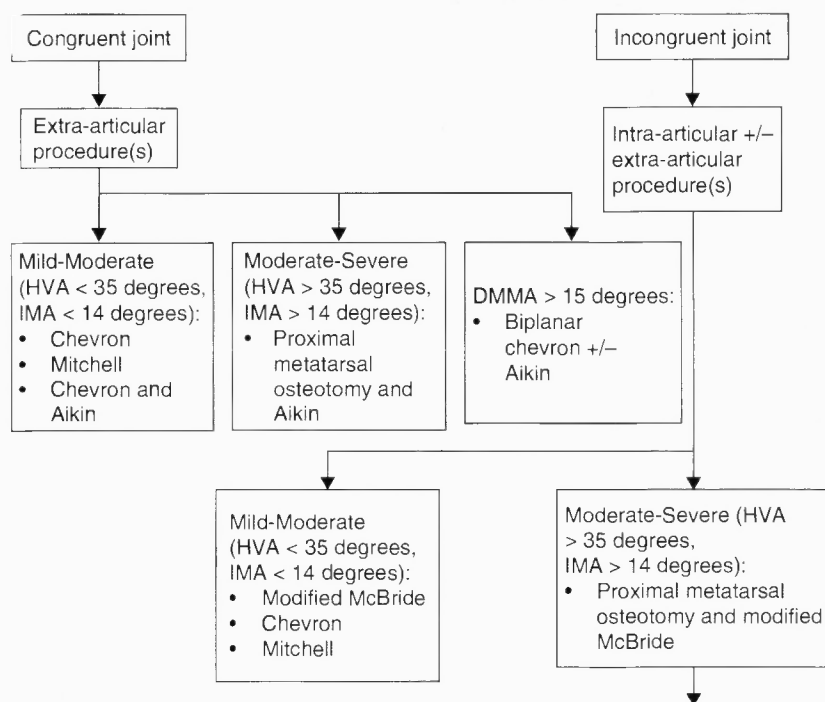 Congruent joint
Incongruent joint
Extra-articular
procedure(s)
Intra-articular +/–
extra-articular
procedure(s)
Mild-Moderate
(HVA < 35 degrees,
IMA < 14 degrees):
• Chevron
• Mitchell
• Chevron and
Aikin
Moderate-Severe
(HVA > 35 degrees,
IMA > 14 degrees):
• Proximal
metatarsal
osteotomy and
Aikin
DMMA > 15 degrees:
• Biplanar
chevron +/–
Aikin
Mild-Moderate
(HVA < 35 degrees,
IMA < 14 degrees):
• Modified McBride
• Chevron
• Mitchell
Moderate-Severe (HVA
> 35 degrees,
IMA > 14 degrees):
• Proximal metatarsal
osteotomy and modified
McBride